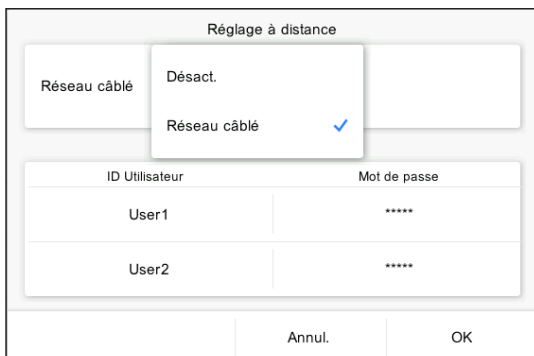 Réglage à distance
Réseau câblé
Désact.
Réseau câblé
ID Utilisateur Mot de passe
User1 *****
User2 *****
Annul. OK